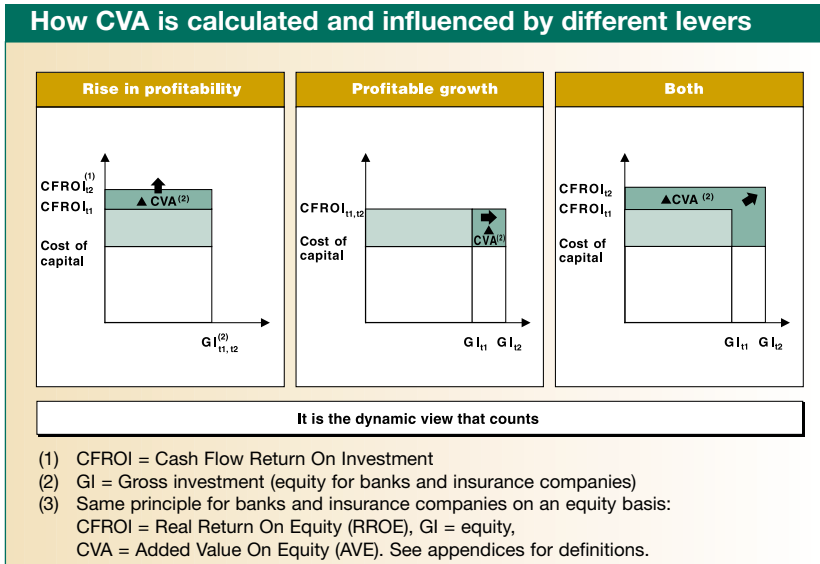 How CVA is calculated and influenced by different levers
Rise in profitability
CFROI(1)t2
CFROIt1
▲ CVA(2)
Cost of
capital
GI(2)t1, t2
Profitable growth
CFROIt1,t2
▲
CVA(2)
Cost of
capital
GIt1 GIt2
Both
CFROIt2
CFROIt1
▲CVA (2)
Cost of
capital
GIt1 GIt2
It is the dynamic view that counts
(1) CFROI = Cash Flow Return On Investment
(2) GI = Gross investment (equity for banks and insurance companies)
(3) Same principle for banks and insurance companies on an equity basis:
CFROI = Real Return On Equity (RROE), GI = equity,
CVA = Added Value On Equity (AVE). See appendices for definitions.